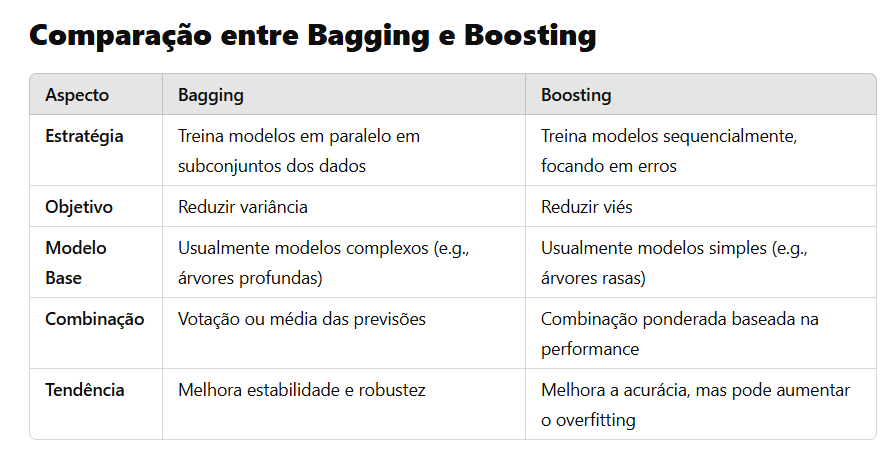 Comparação entre Bagging e Boosting
Aspecto Bagging Boosting
Estratégia Treina modelos em paralelo em Treina modelos sequencialmente,
subconjuntos dos dados focando em erros
Objetivo Reduzir variância Reduzir viés
Modelo Usualmente modelos complexos (e.g., Usualmente modelos simples (e.g.,
Base árvores profundas) árvores rasas)
Combinação Votação ou média das previsões Combinação ponderada baseada na
performance
Tendência Melhora estabilidade e robustez Melhora a acurácia, mas pode aumentar
o overfitting